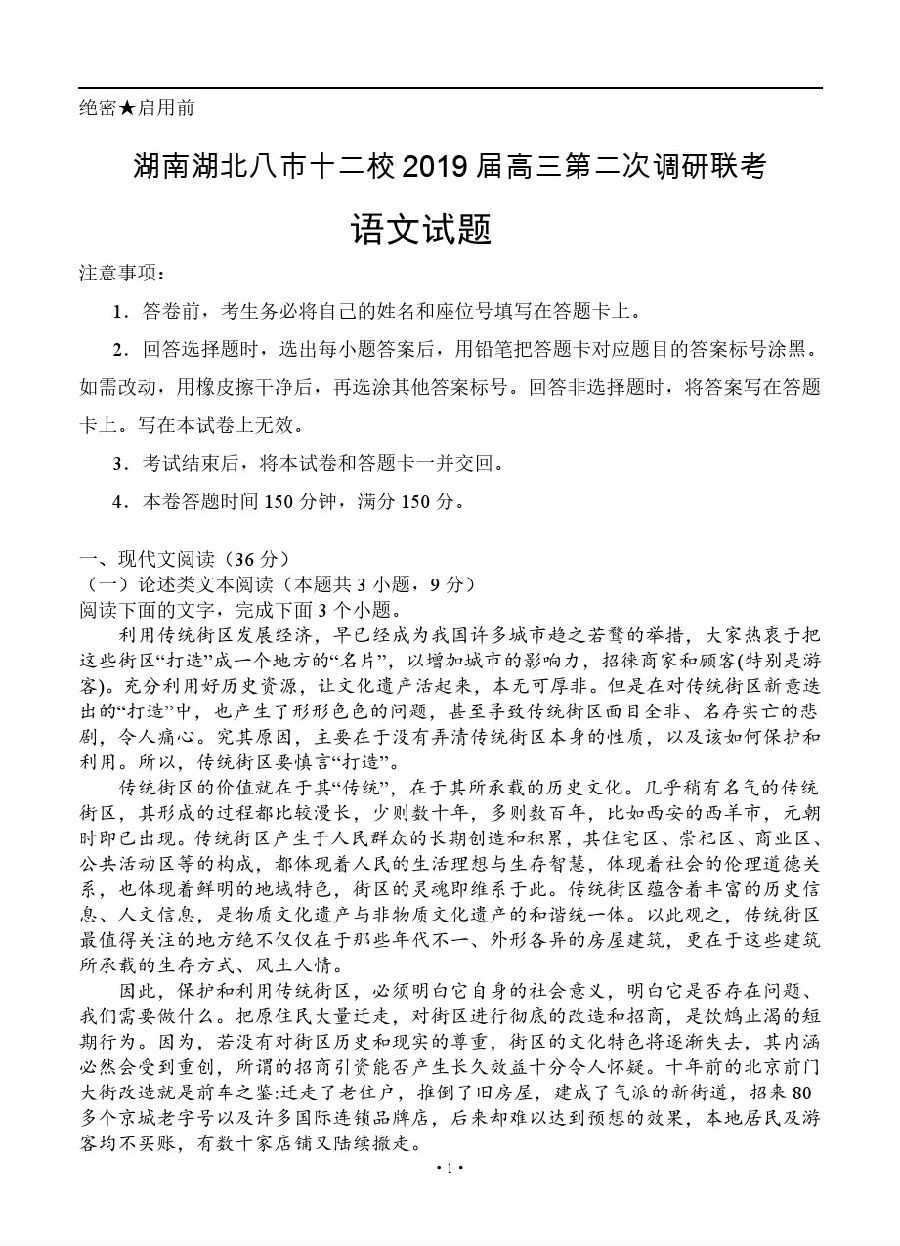 绝密★启用前
湖南湖北八市十二校 2019 届高三第二次调研联考
语文试题
注意事项：
1．答卷前，考生务必将自己的姓名和座位号填写在答题卡上。
2．回答选择题时，选出每小题答案后，用铅笔把答题卡对应题目的答案标号涂黑。
如需改动，用橡皮擦干净后，再选涂其他答案标号。回答非选择题时，将答案写在答题
卡上。写在本试卷上无效。
3．考试结束后，将本试卷和答题卡一并交回。
4．本卷答题时间 150 分钟，满分 150 分。
一、现代文阅读（36 分）
（一）论述类义本阅读（本题共 3 小题，9 分）
阅读下面的文字，完成下面 3 个小题。
利用传统街区发展经济，早已经成为我国许多城市趋之若鹜的举措，大家热衷于把
这些街区“打造”成一个地方的“名片”，以增加城市的影响力，招徕商家和顾客(特别是游
客)。充分利用好历史资源，让文化遗产活起来，本无可厚非。但是在对传统街区新意迭
出的“打造”中，也产生了形形色色的问题，甚至导致传统街区面目全非、名存实亡的悲
剧，令人痛心。究其原因，主要在于没有弄清传统街区本身的性质，以及该如何保护和
利用。所以，传统街区要慎言“打造”。
传统街区的价值就在于其“传统”，在于其所承载的历史文化。几乎稍有名气的传统
街区，其形成的过程都比较漫长，少则数十年，多则数百年，比如西安的西羊市，元朝
时即已出现。传统街区产生于人民群众的长期创造和积累，其住宅区、崇祀区、商业区、
公共活动区等的构成，都体现着人民的生活理想与生存智慧，体现着社会的伦理道德关
系，也体现着鲜明的地域特色，街区的灵魂即维系于此。传统街区蕴含着丰富的历史信
息、人文信息，是物质文化遗产与非物质文化遗产的和谐统一体。以此观之，传统街区
最值得关注的地方绝不仅仅在于那些年代不一、外形各异的房屋建筑，更在于这些建筑
所承载的生存方式、风土人情。
因此，保护和利用传统街区，必须明白它自身的社会意义，明白它是否存在问题、
我们需要做什么。把原住民大量迁走，对街区进行彻底的改造和招商，是饮鸩止渴的短
期行为。因为，若没有对街区历史和现实的尊重，街区的文化特色将逐渐失去，其内涵
必然会受到重创，所谓的招商引资能否产生长久效益十分令人怀疑。十年前的北京前门
大街改造就是前车之鉴:迁走了老住户，推倒了旧房屋，建成了气派的新街道，招来 80
多个京城老字号以及许多国际连锁品牌店，后来却难以达到预想的效果，本地居民及游
客均不买账，有数十家店铺又陆续撤走。
·1·